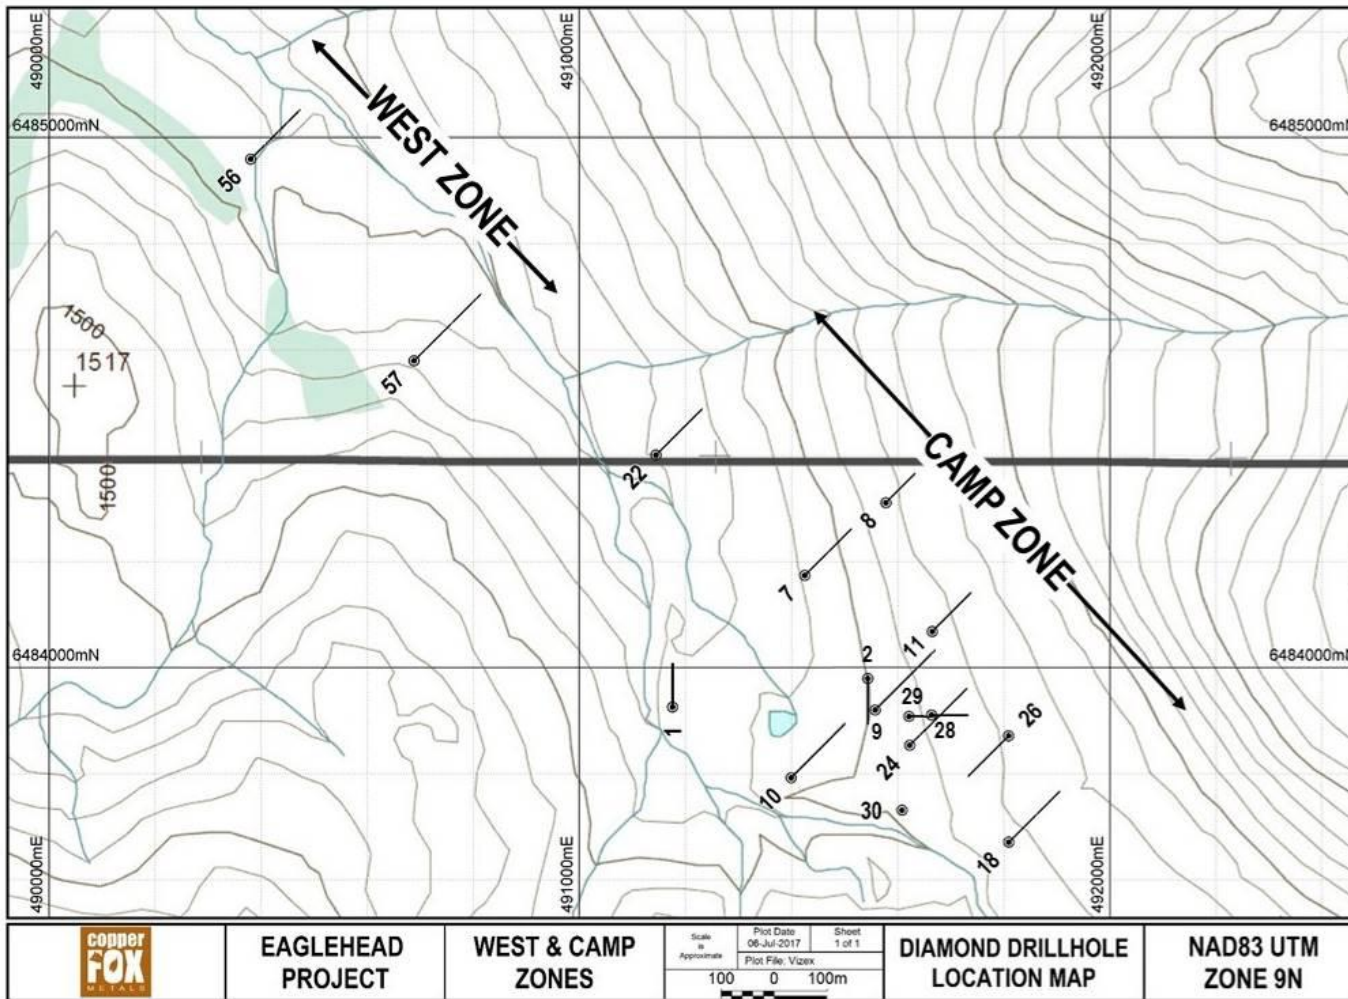 490000mE
491000mE
492000mE
WEST ZONE
6485000mN
6485000mN
56
1500
1517
57
22
CAMP ZONE
1500
8
7
11
6484000mN
2
6484000mN
29
26
1
9
28
24
10
30
18
490000mE
491000mE
492000mE
copper
FOX
METALS
EAGLEHEAD
PROJECT
WEST & CAMP
ZONES
Scale
is
Approximate
Plot Date
06-Jul-2017
Sheet
1 of 1
Plot File: Vizex
100 0 100m
DIAMOND DRILLHOLE
LOCATION MAP
NAD83 UTM
ZONE 9N